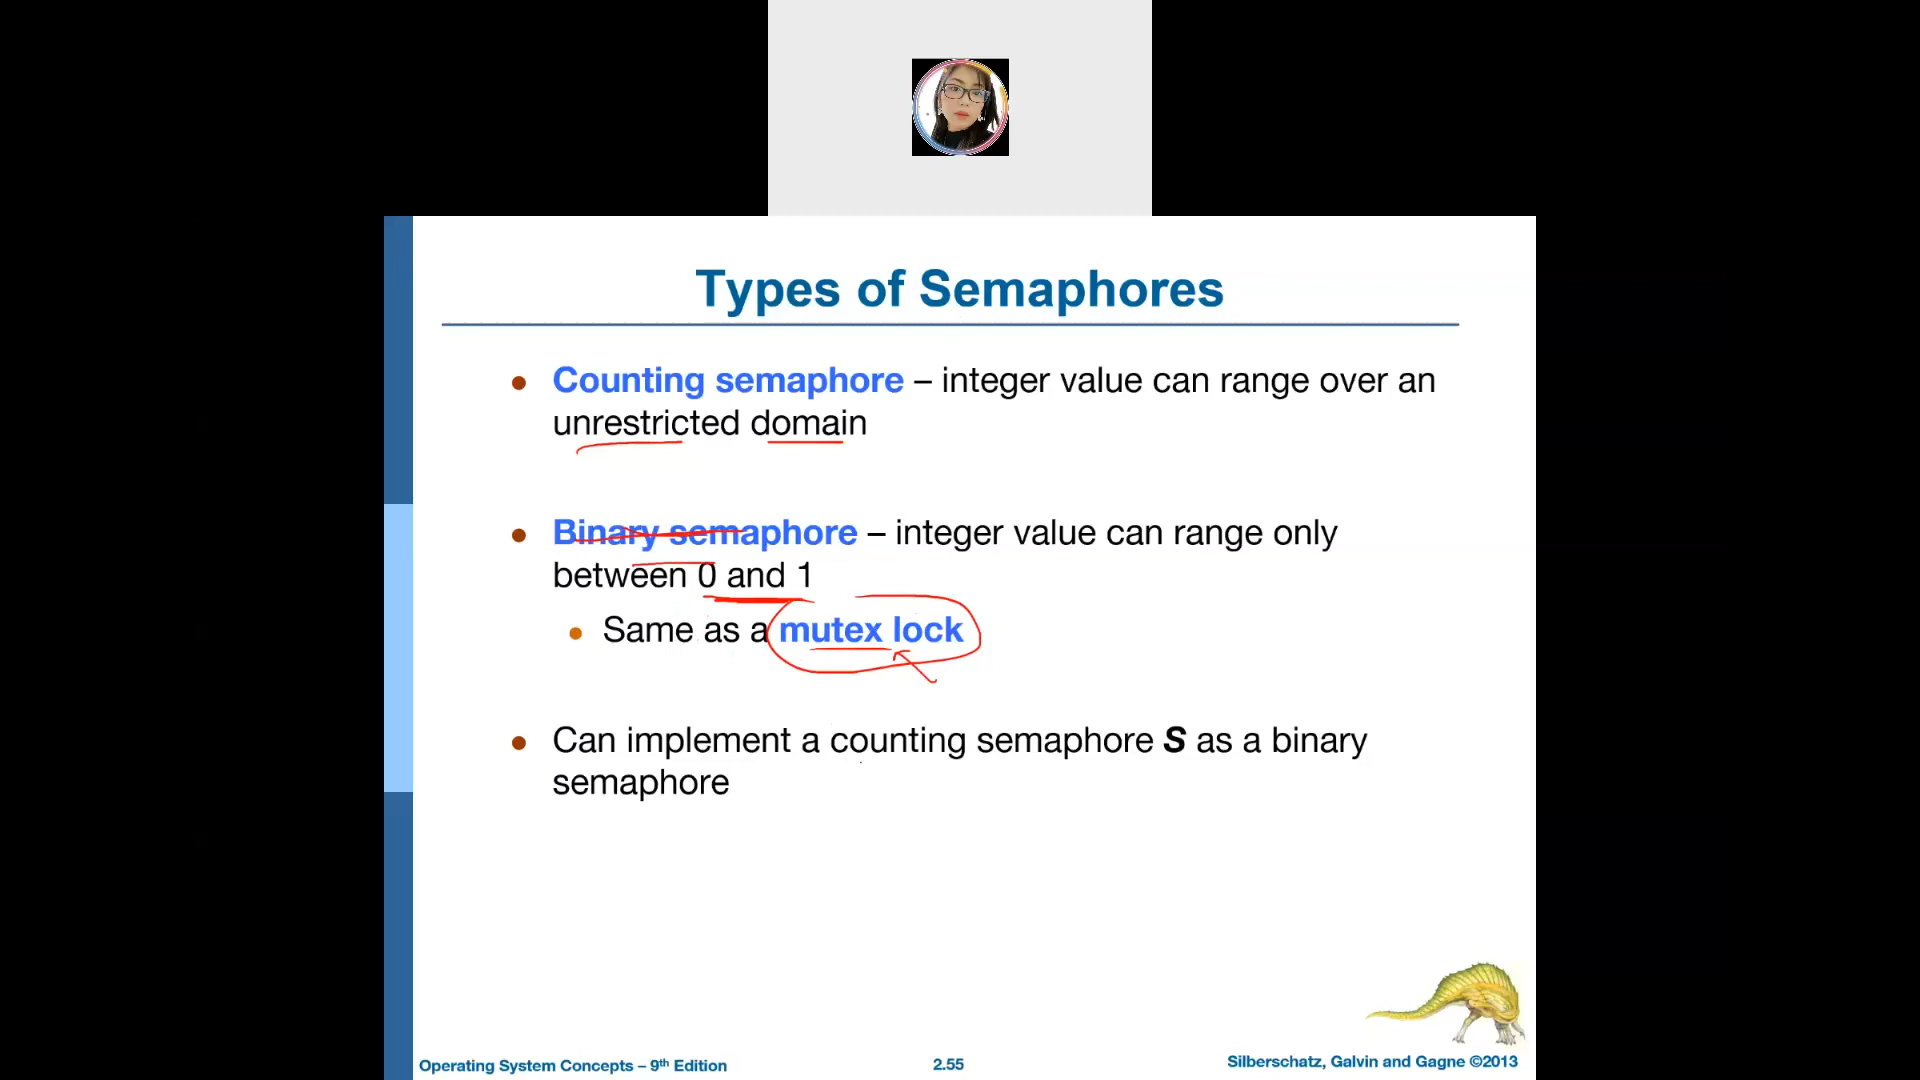 Types of Semaphores
• Counting semaphore – integer value can range over an
unrestricted domain
• Binary semaphore – integer value can range only
between 0 and 1
• Same as a mutex lock
• Can implement a counting semaphore S as a binary
semaphore
Operating System Concepts – 9th Edition
2.55
Silberschatz, Galvin and Gagne ©2013